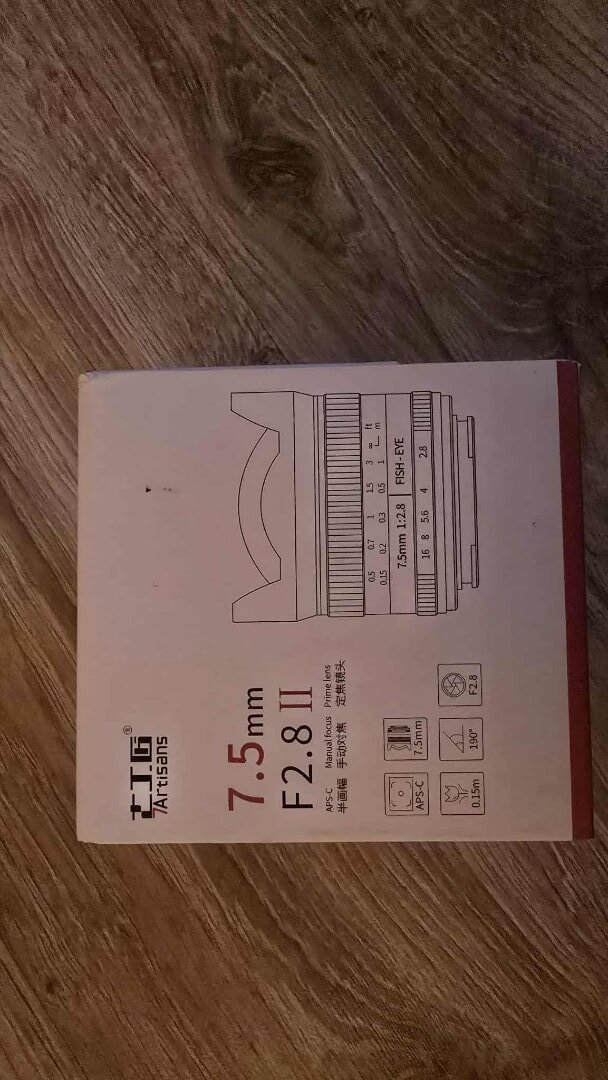 七工匠®
7Artisans
7.5mm
F2.8 II
APS-C Manual focus Prime lens
半画幅 手动对焦 定焦镜头
APS-C
7.5mm
0.15m
190°
F2.8
0.5 0.7 1 1.5 3 ∞ ft
0.15 0.2 0.3 0.5 1 m
7.5mm 1:2.8 FISH-EYE
16 8 5.6 4 2.8